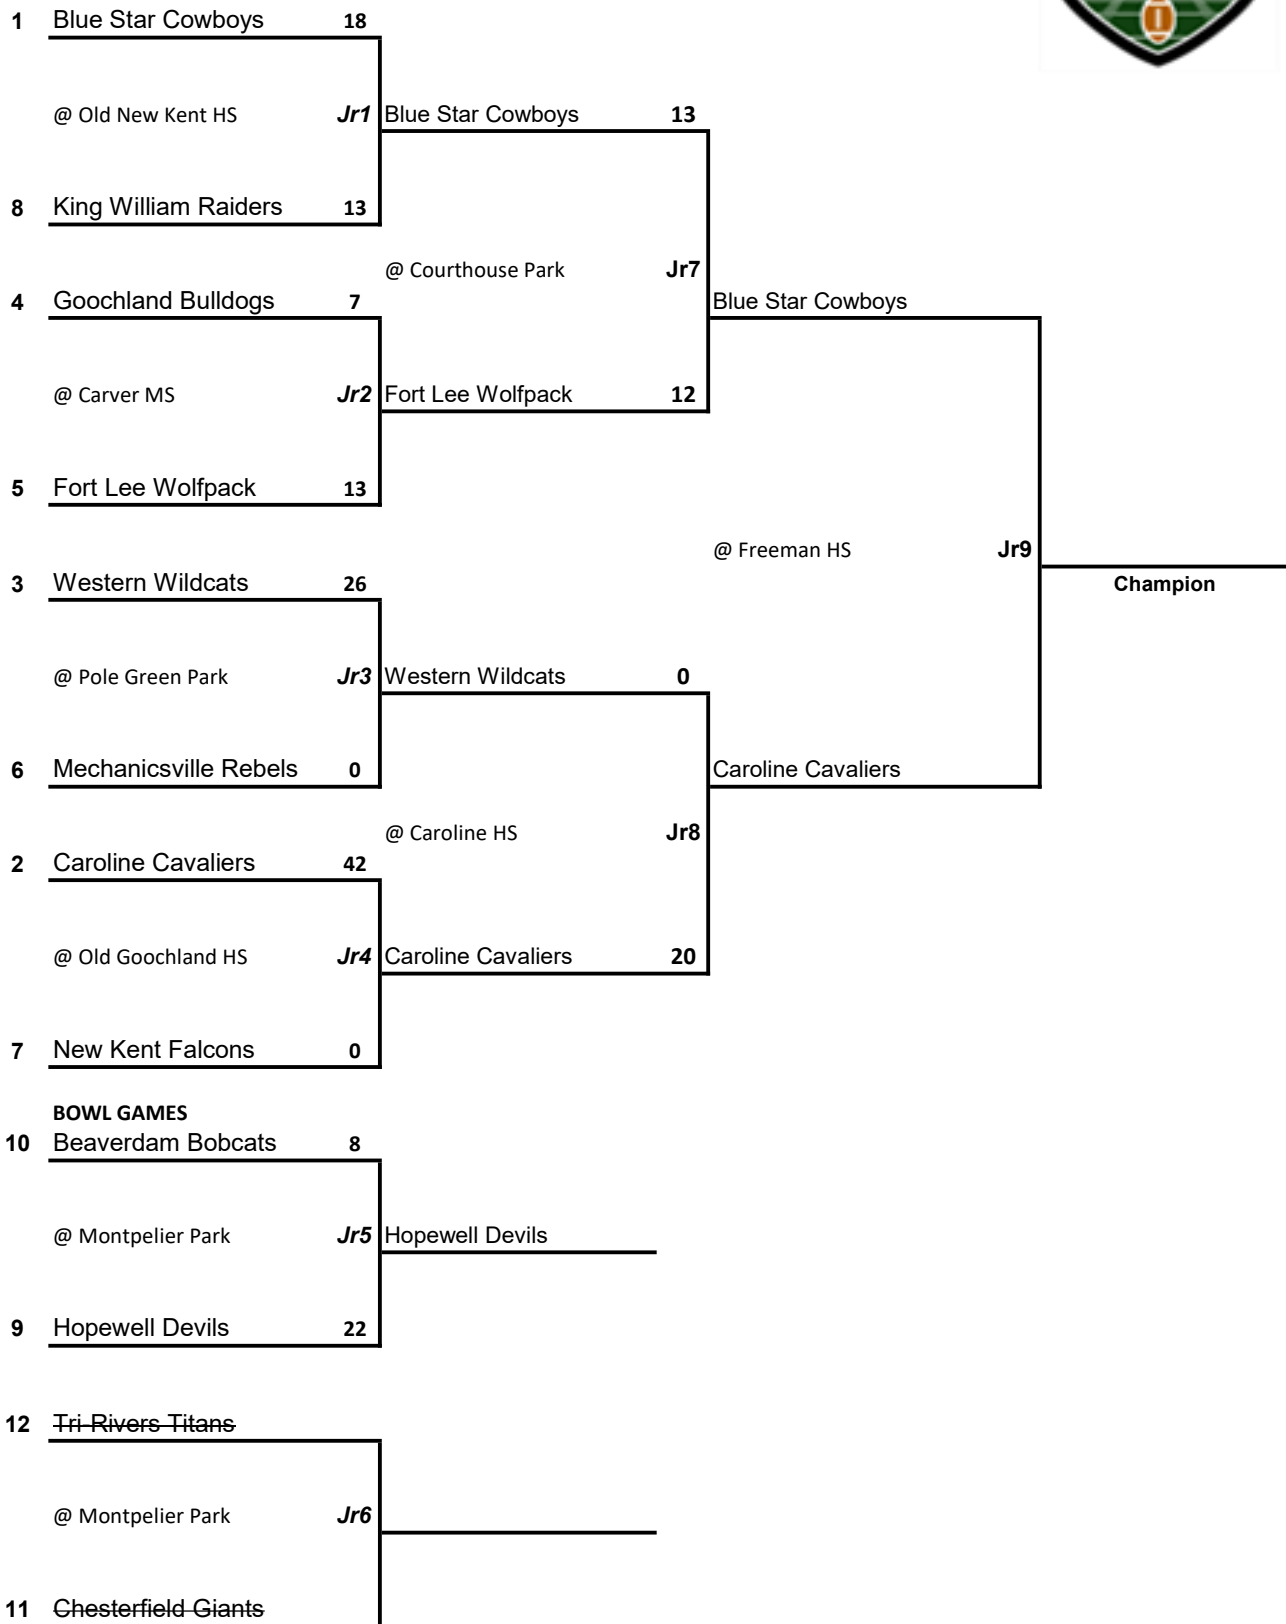 1 Blue Star Cowboys 18
@ Old New Kent HS Jr1 Blue Star Cowboys 13
8 King William Raiders 13
@ Courthouse Park Jr7
4 Goochland Bulldogs 7 Blue Star Cowboys
@ Carver MS Jr2 Fort Lee Wolfpack 12
5 Fort Lee Wolfpack 13
@ Freeman HS Jr9
3 Western Wildcats 26 Champion
@ Pole Green Park Jr3 Western Wildcats 0
6 Mechanicsville Rebels 0 Caroline Cavaliers
@ Caroline HS Jr8
2 Caroline Cavaliers 42
@ Old Goochland HS Jr4 Caroline Cavaliers 20
7 New Kent Falcons 0
BOWL GAMES
10 Beaverdam Bobcats 8
@ Montpelier Park Jr5 Hopewell Devils
9 Hopewell Devils 22
12 Tri-Rivers Titans
@ Montpelier Park Jr6
11 Chesterfield Giants